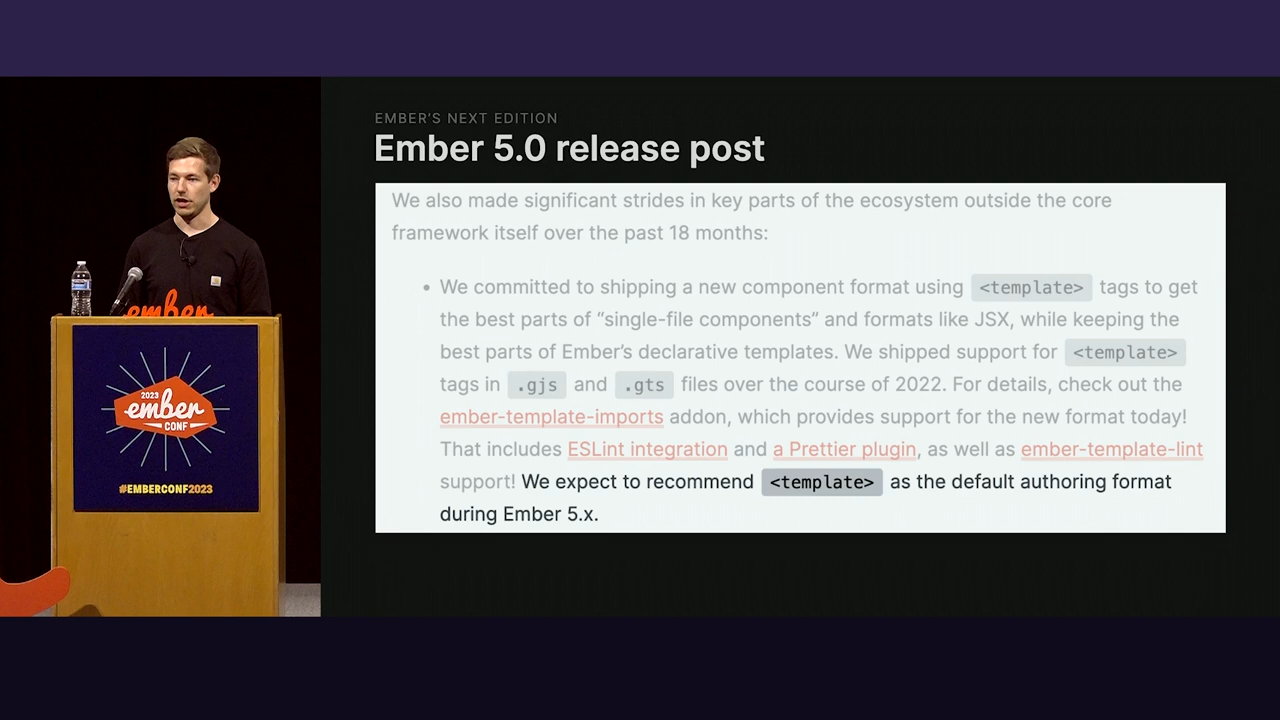 EMBER'S NEXT EDITION
Ember 5.0 release post
We also made significant strides in key parts of the ecosystem outside the core
framework itself over the past 18 months:
• We committed to shipping a new component format using <template> tags to get
the best parts of “single-file components” and formats like JSX, while keeping the
best parts of Ember’s declarative templates. We shipped support for <template>
tags in .gjs and .gts files over the course of 2022. For details, check out the
ember-template-imports addon, which provides support for the new format today!
That includes ESLint integration and a Prettier plugin, as well as ember-template-lint
support! We expect to recommend <template> as the default authoring format
during Ember 5.x.
ember
2023
ember
CONF
#EMBERCONF2023